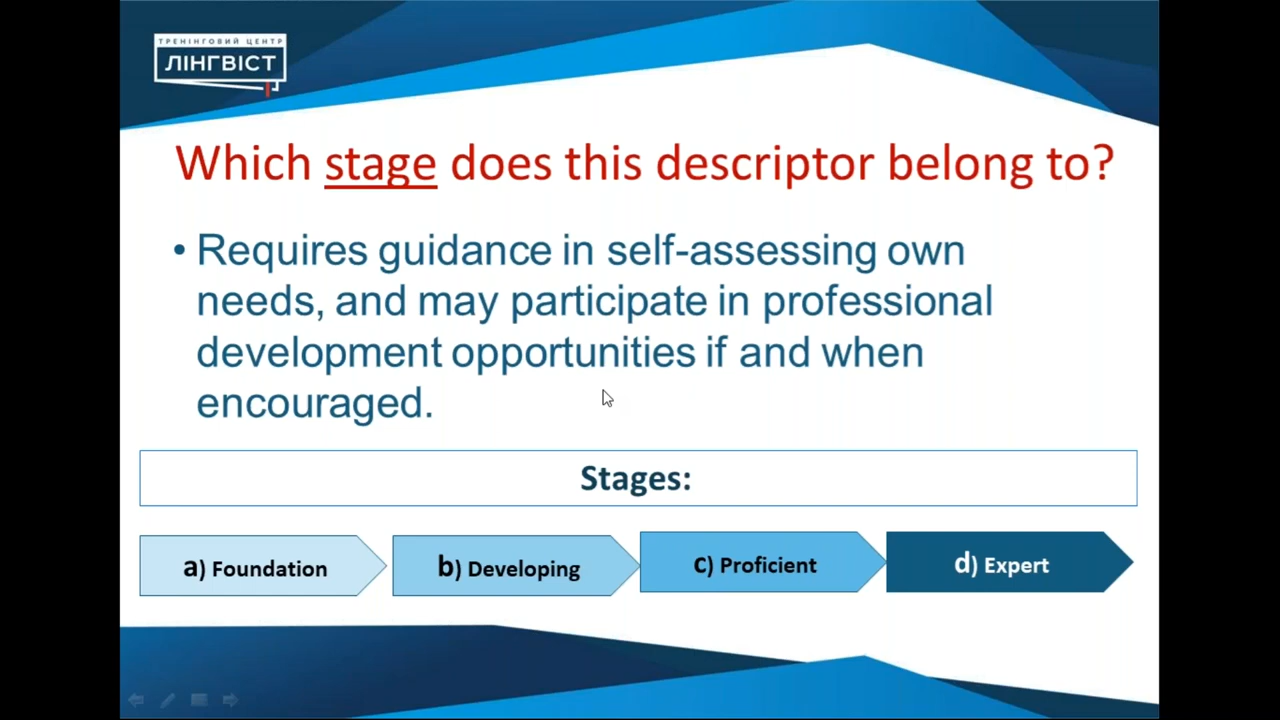 ТРЕНІНГОВИЙ ЦЕНТР
ЛІНГВІСТ
Which stage does this descriptor belong to?
• Requires guidance in self-assessing own
needs, and may participate in professional
development opportunities if and when
encouraged.
Stages:
a) Foundation
b) Developing
c) Proficient
d) Expert